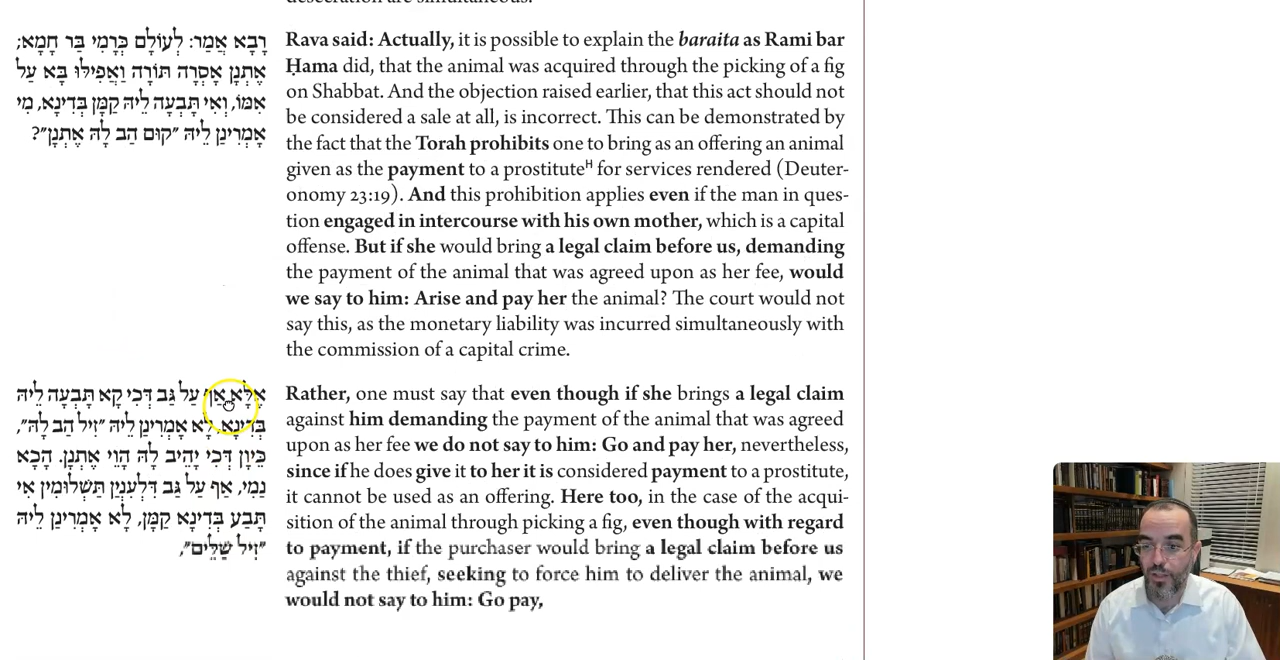 desecration are simultaneous.
רָבָא אֲמַר: לְעוֹלָם כְּרָמִי בַּר חָמָא;
אֶתְנָן אָסְרָה תּוֹרָה וַאֲפִילּוּ בָּא עַל
אִמּוֹ, וְאִי תָּבְעָה לֵיהּ קַמָּן בְּדִינָא, מִי
אָמְרִינַן לֵיהּ ״קוּם הַב לָהּ אֶתְנָן״?
Rava said: Actually, it is possible to explain the baraita as Rami bar
Ḥama did, that the animal was acquired through the picking of a fig
on Shabbat. And the objection raised earlier, that this act should not
be considered a sale at all, is incorrect. This can be demonstrated by
the fact that the Torah prohibits one to bring as an offering an animal
given as the payment to a prostituteᴴ for services rendered (Deuter-
onomy 23:19). And this prohibition applies even if the man in ques-
tion engaged in intercourse with his own mother, which is a capital
offense. But if she would bring a legal claim before us, demanding
the payment of the animal that was agreed upon as her fee, would
we say to him: Arise and pay her the animal? The court would not
say this, as the monetary liability was incurred simultaneously with
the commission of a capital crime.
אֶלָּא אַף עַל גַּב דְּכִי קָא תָּבְעָה לֵיהּ
בְּדִינָא, לָא אָמְרִינַן לֵיהּ ״זִיל הַב לָהּ״,
כֵּיוָן דְּכִי יָהֵיב לָהּ הָוֵי אֶתְנָן. הָכָא
נַמִי, אַף עַל גַּב דִּלְעִנְיַן תַּשְׁלוּמִין אִי
תָּבַע בְּדִינָא קַמָּן, לָא אָמְרִינַן לֵיהּ
״זִיל שַׁלֵּים״,
Rather, one must say that even though if she brings a legal claim
against him demanding the payment of the animal that was agreed
upon as her fee we do not say to him: Go and pay her, nevertheless,
since if he does give it to her it is considered payment to a prostitute,
it cannot be used as an offering. Here too, in the case of the acqui-
sition of the animal through picking a fig, even though with regard
to payment, if the purchaser would bring a legal claim before us
against the thief, seeking to force him to deliver the animal, we
would not say to him: Go pay,